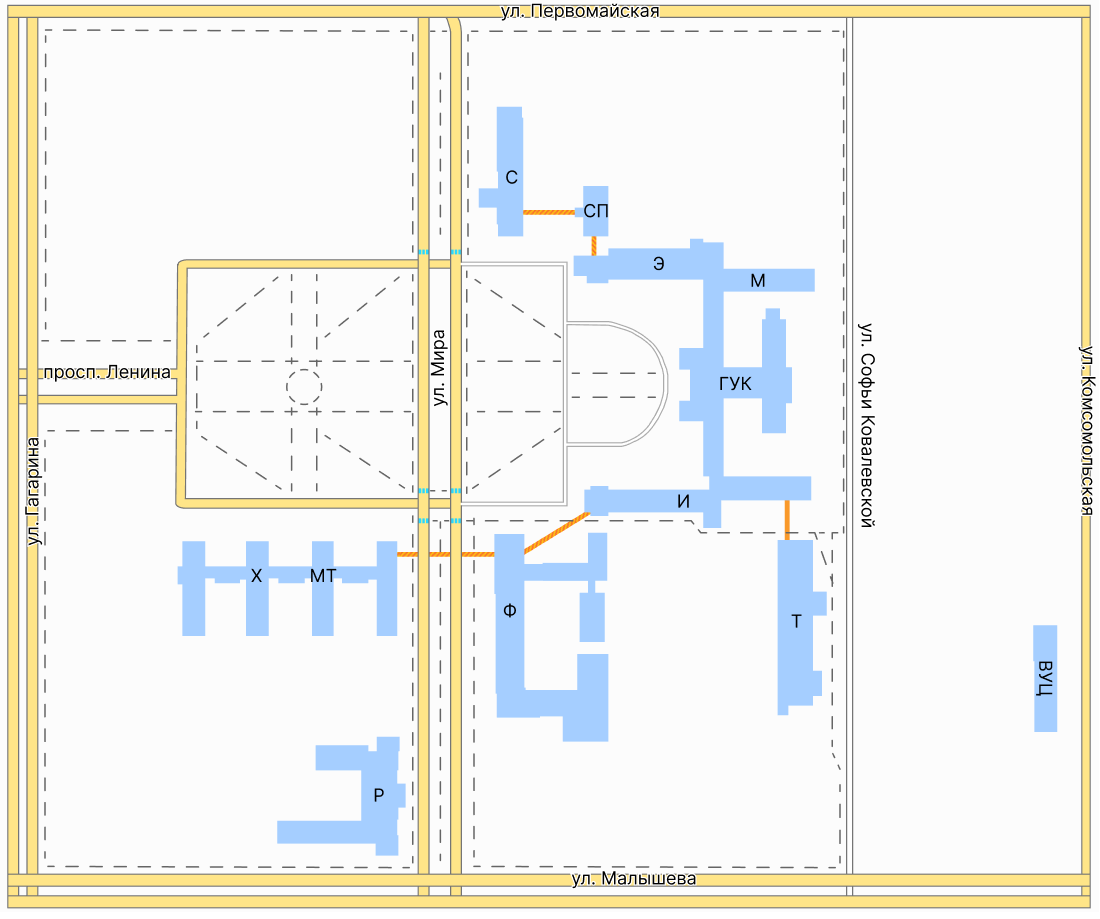 ул. Первомайская
С
СП
Э
М
ул. Мира
ул. Софьи Ковалевской
ул. Комсомольская
просп. Ленина
ГУК
ул. Гагарина
И
Х
МТ
Ф
Т
ВУЦ
Р
ул. Малышева